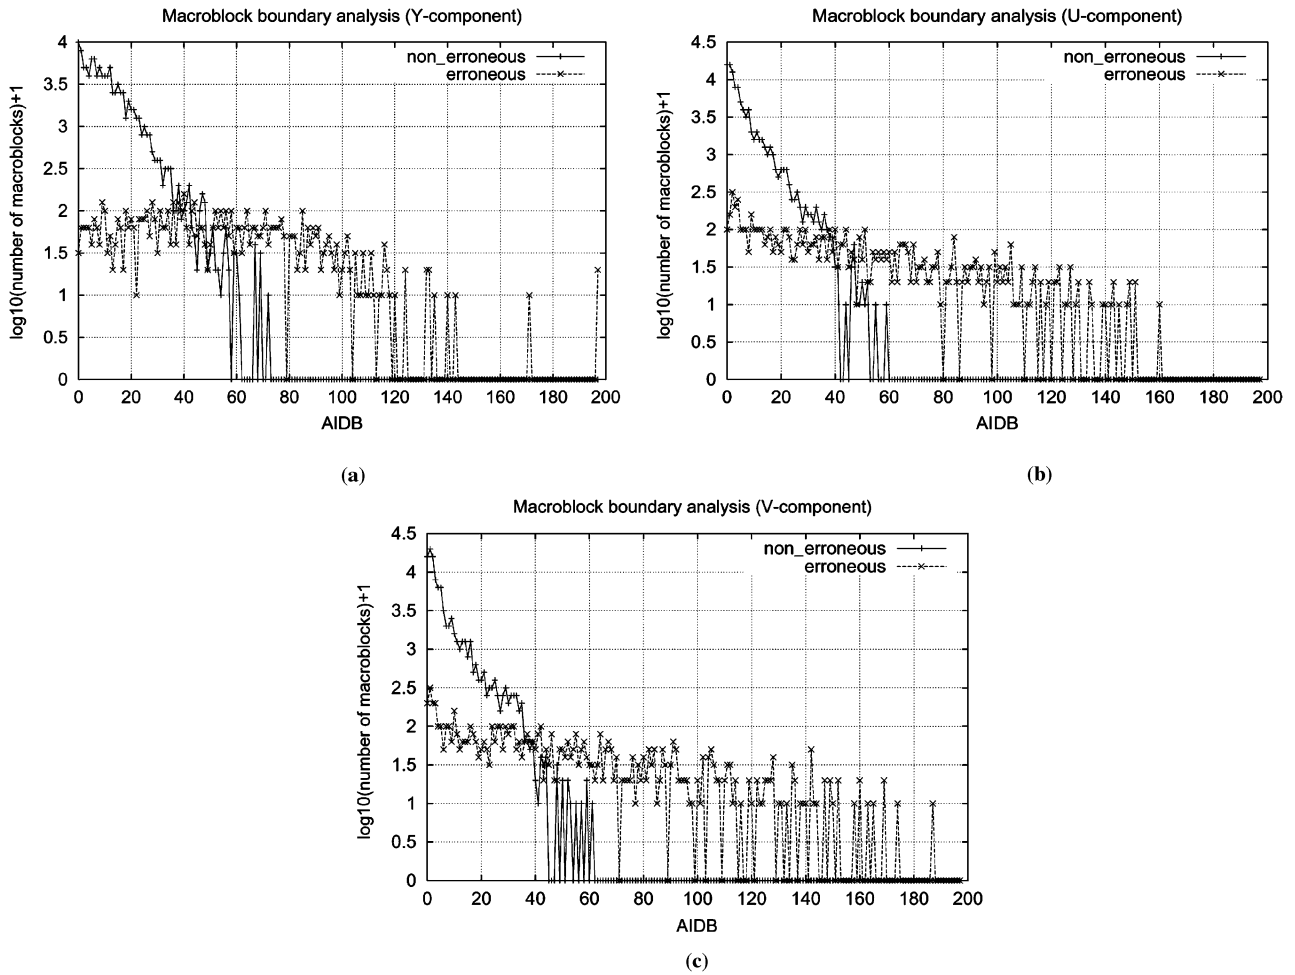 Macroblock boundary analysis (Y-component)
log10(number of macroblocks)+1
4
3.5
3
2.5
2
1.5
1
0.5
0
non_erroneous
erroneous
0 20 40 60 80 100 120 140 160 180 200
AIDB
(a)
Macroblock boundary analysis (U-component)
log10(number of macroblocks)+1
4.5
4
3.5
3
2.5
2
1.5
1
0.5
0
non_erroneous
erroneous
0 20 40 60 80 100 120 140 160 180 200
AIDB
(b)
Macroblock boundary analysis (V-component)
log10(number of macroblocks)+1
4.5
4
3.5
3
2.5
2
1.5
1
0.5
0
non_erroneous
erroneous
0 20 40 60 80 100 120 140 160 180 200
AIDB
(c)